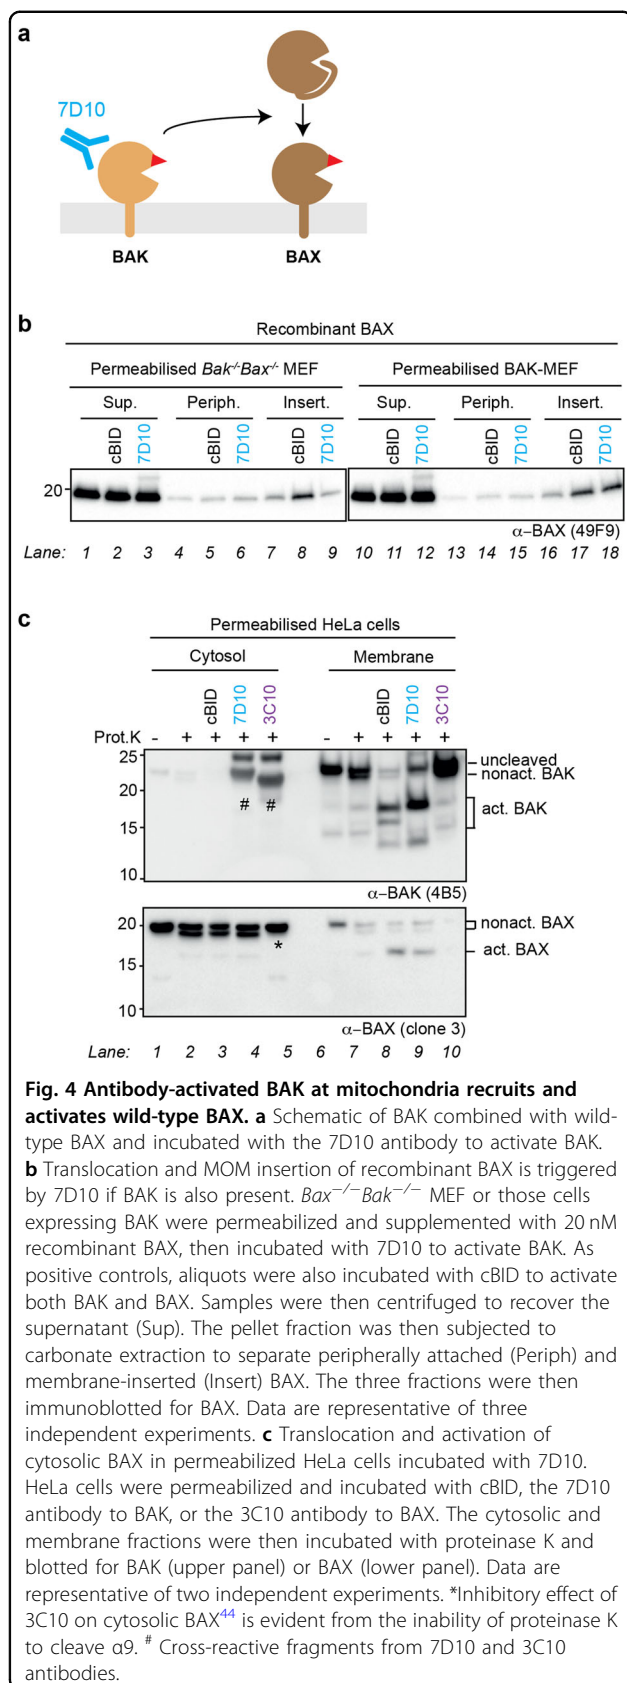 a
7D10
BAK
BAX
b
Recombinant BAX
Permeabilised Bak-/-Bax-/- MEF
Permeabilised BAK-MEF
Sup.
Periph.
Insert.
Sup.
Periph.
Insert.
cBID
7D10
cBID
7D10
cBID
7D10
cBID
7D10
cBID
7D10
cBID
7D10
20
α–BAX (49F9)
Lane: 1 2 3 4 5 6 7 8 9 10 11 12 13 14 15 16 17 18
c
Permeabilised HeLa cells
Cytosol
Membrane
cBID
7D10
3C10
cBID
7D10
3C10
Prot.K - + + + + - + + + +
25
20
15
10
# #
uncleaved
nonact. BAK
act. BAK
α–BAK (4B5)
20
15
10
*
nonact. BAX
act. BAX
α–BAX (clone 3)
Lane: 1 2 3 4 5 6 7 8 9 10
Fig. 4 Antibody-activated BAK at mitochondria recruits and
activates wild-type BAX. a Schematic of BAK combined with wild-
type BAX and incubated with the 7D10 antibody to activate BAK.
b Translocation and MOM insertion of recombinant BAX is triggered
by 7D10 if BAK is also present. Bax−/−Bak−/− MEF or those cells
expressing BAK were permeabilized and supplemented with 20 nM
recombinant BAX, then incubated with 7D10 to activate BAK. As
positive controls, aliquots were also incubated with cBID to activate
both BAK and BAX. Samples were then centrifuged to recover the
supernatant (Sup). The pellet fraction was then subjected to
carbonate extraction to separate peripherally attached (Periph) and
membrane-inserted (Insert) BAX. The three fractions were then
immunoblotted for BAX. Data are representative of three
independent experiments. c Translocation and activation of
cytosolic BAX in permeabilized HeLa cells incubated with 7D10.
HeLa cells were permeabilized and incubated with cBID, the 7D10
antibody to BAK, or the 3C10 antibody to BAX. The cytosolic and
membrane fractions were then incubated with proteinase K and
blotted for BAK (upper panel) or BAX (lower panel). Data are
representative of two independent experiments. *Inhibitory effect of
3C10 on cytosolic BAX44 is evident from the inability of proteinase K
to cleave α9. # Cross-reactive fragments from 7D10 and 3C10
antibodies.